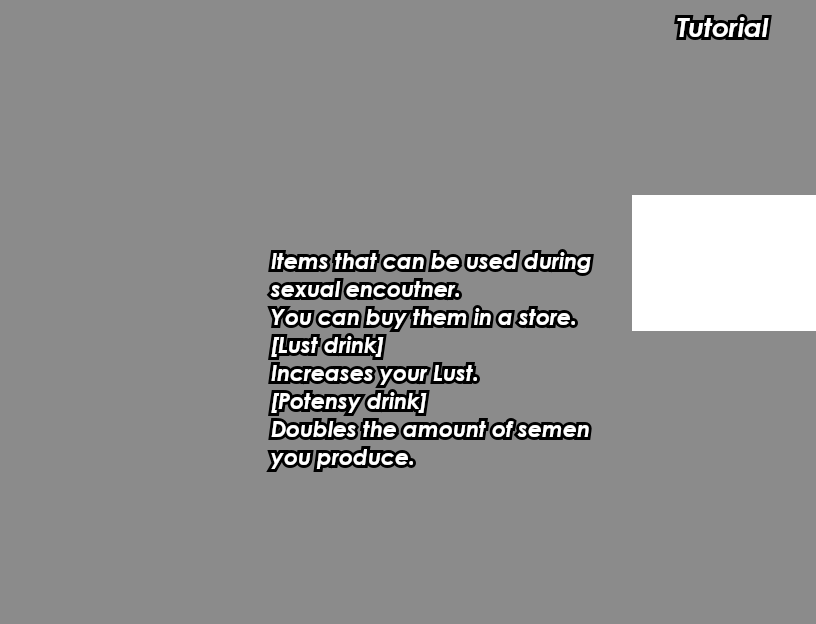 Tutorial
Items that can be used during
sexual encoutner.
You can buy them in a store.
[Lust drink]
Increases your Lust.
[Potensy drink]
Doubles the amount of semen
you produce.